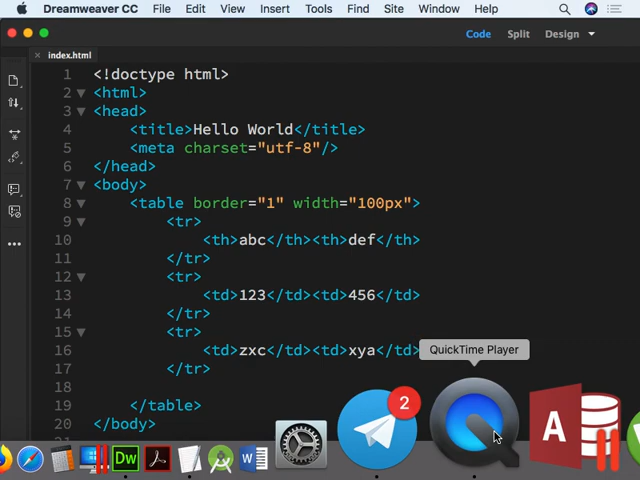 Dreamweaver CC File Edit View Insert Tools Find Site Window Help
Code Split Design
× index.html
1 <!doctype html>
2 <html>
3 <head>
4 <title>Hello World</title>
5 <meta charset="utf-8"/>
6 </head>
7 <body>
8 <table border="1" width="100px">
9 <tr>
10 <th>abc</th><th>def</th>
11 </tr>
12 <tr>
13 <td>123</td><td>456</td>
14 </tr>
15 <tr>
16 <td>zxc</td><td>xya</td>
17 </tr>
18
19 </table>
20 </body>
QuickTime Player
2
Dw
W
A